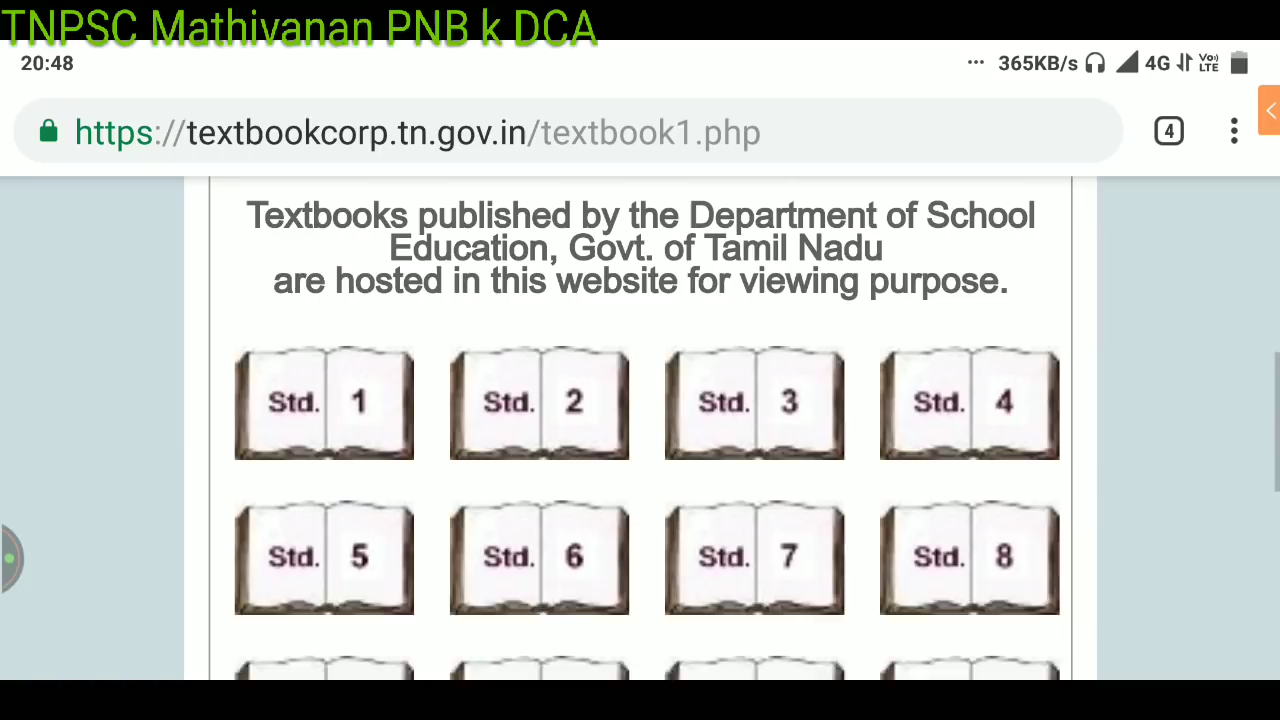 TNPSC Mathivanan PNB k DCA
20:48 ... 365KB/s 4G Vo) LTE
https://textbookcorp.tn.gov.in/textbook1.php 4
Textbooks published by the Department of School
Education, Govt. of Tamil Nadu
are hosted in this website for viewing purpose.
Std. 1 Std. 2 Std. 3 Std. 4
Std. 5 Std. 6 Std. 7 Std. 8